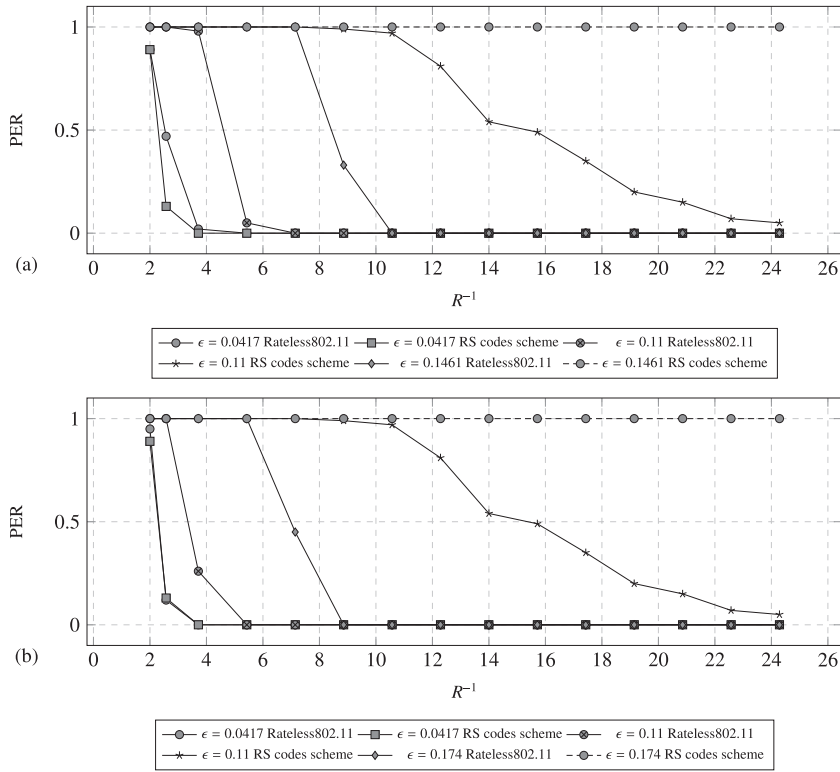 1
0.5
0
PER
(a)
0 2 4 6 8 10 12 14 16 18 20 22 24 26
R⁻¹
ϵ = 0.0417 Rateless802.11 ϵ = 0.0417 RS codes scheme ϵ = 0.11 Rateless802.11
ϵ = 0.11 RS codes scheme ϵ = 0.1461 Rateless802.11 ϵ = 0.1461 RS codes scheme
1
0.5
0
PER
(b)
0 2 4 6 8 10 12 14 16 18 20 22 24 26
R⁻¹
ϵ = 0.0417 Rateless802.11 ϵ = 0.0417 RS codes scheme ϵ = 0.11 Rateless802.11
ϵ = 0.11 RS codes scheme ϵ = 0.174 Rateless802.11 ϵ = 0.174 RS codes scheme